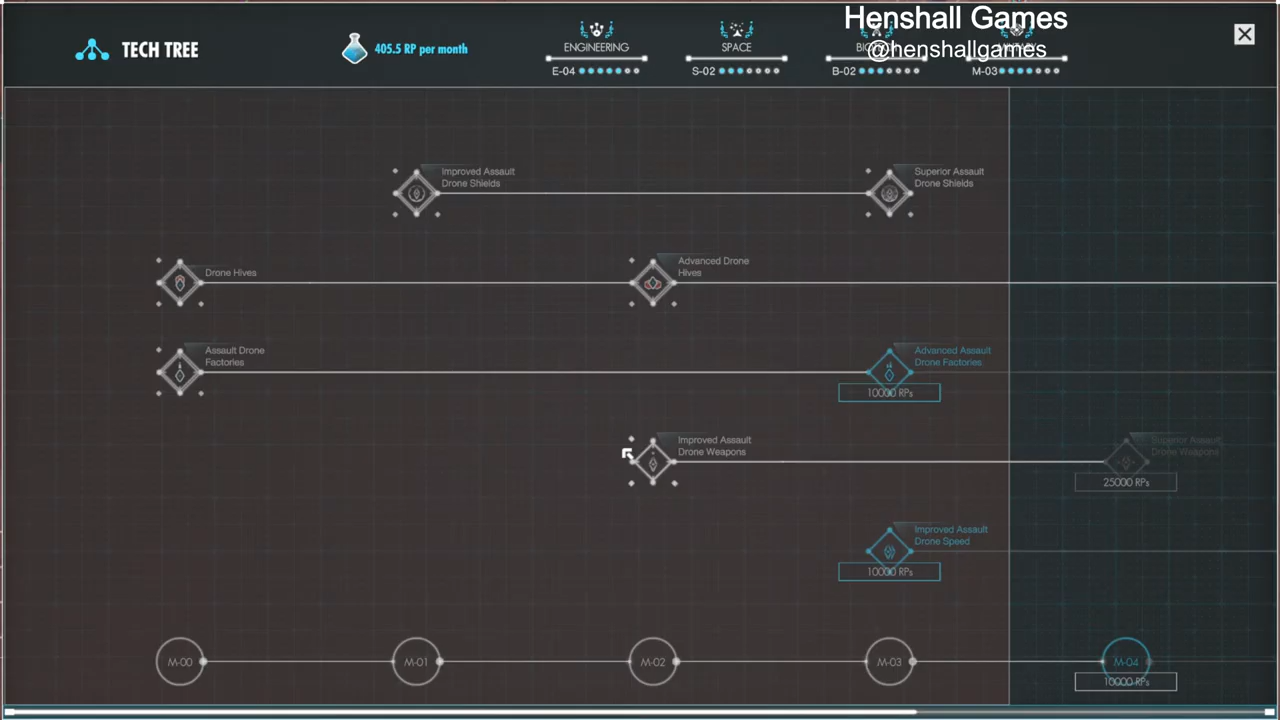 Henshall Games
@henshallgames
TECH TREE
405.5 RP per month
ENGINEERING
E-04
SPACE
S-02
B-02
M-03
Improved Assault
Drone Shields
Superior Assault
Drone Shields
Drone Hives
Advanced Drone
Hives
Assault Drone
Factories
Advanced Assault
Drone Factories
10000 RPs
Improved Assault
Drone Weapons
Superior Assault
Drone Weapons
25000 RPs
Improved Assault
Drone Speed
10000 RPs
M-00
M-01
M-02
M-03
M-04
10000 RPs